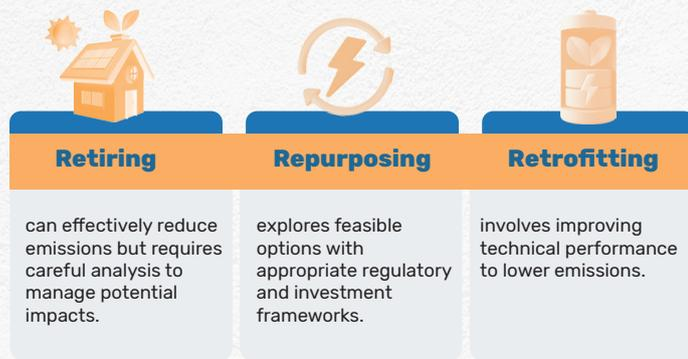 Retiring
can effectively reduce
emissions but requires
careful analysis to
manage potential
impacts.
Repurposing
explores feasible
options with
appropriate regulatory
and investment
frameworks.
Retrofitting
involves improving
technical performance
to lower emissions.